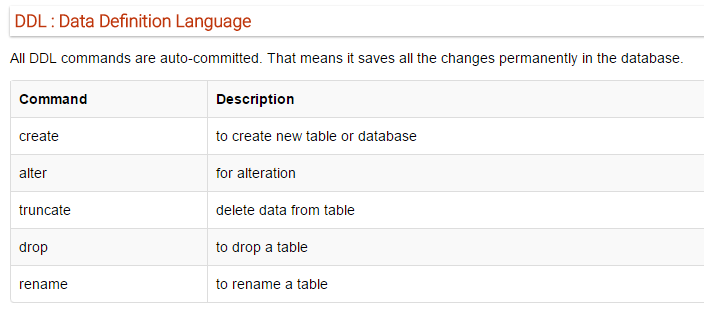 DDL : Data Definition Language
All DDL commands are auto-committed. That means it saves all the changes permanently in the database.
Command Description
create to create new table or database
alter for alteration
truncate delete data from table
drop to drop a table
rename to rename a table